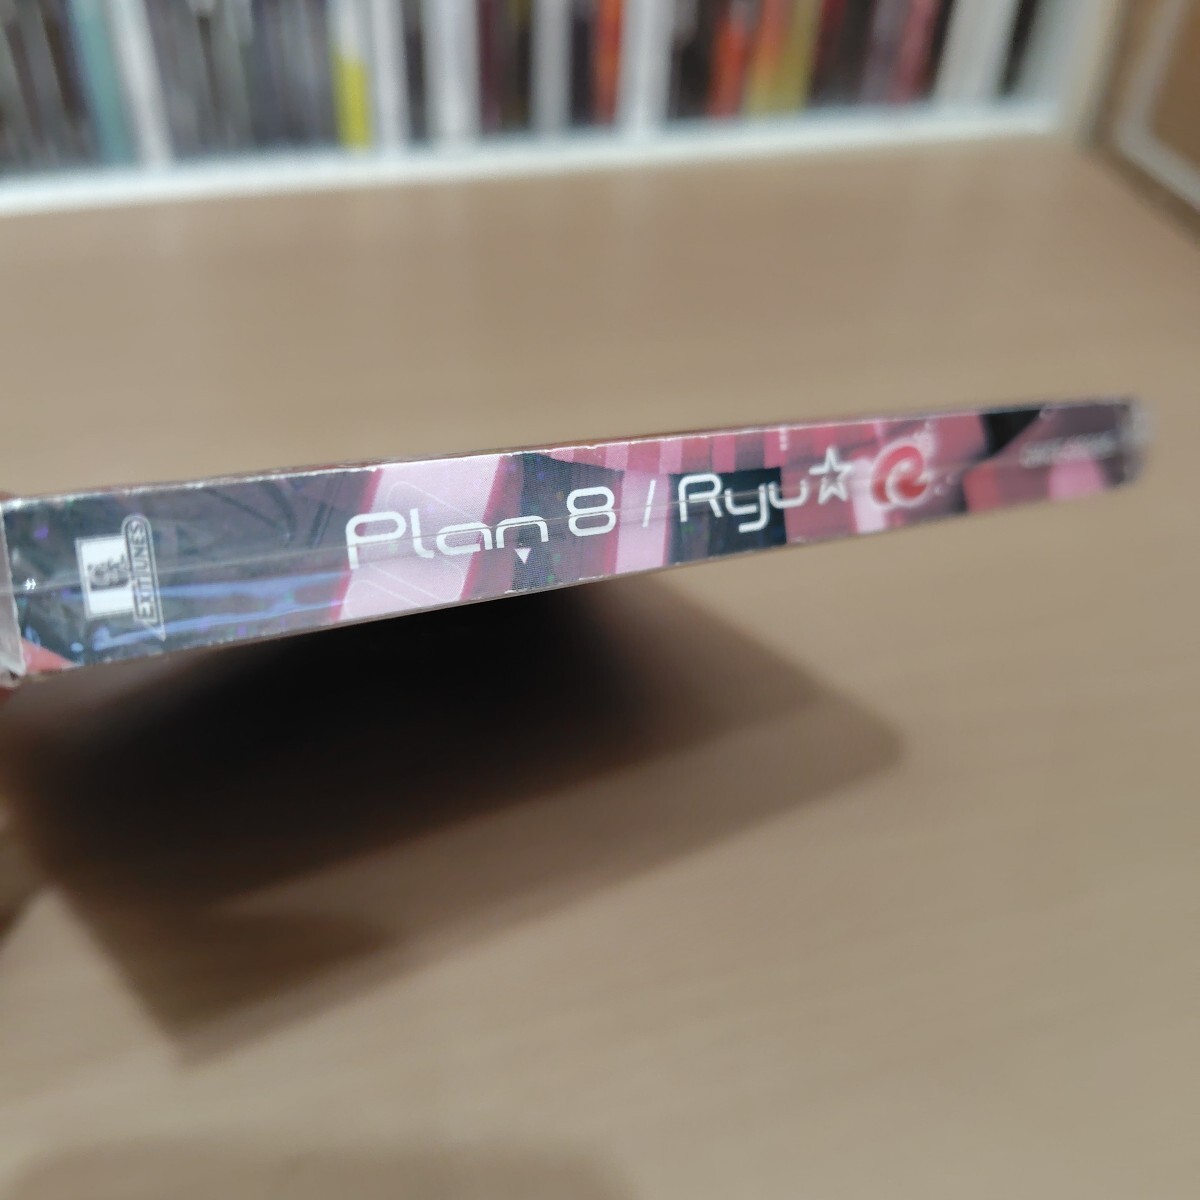 EXIT TUNES
Plan 8 / Ryu☆